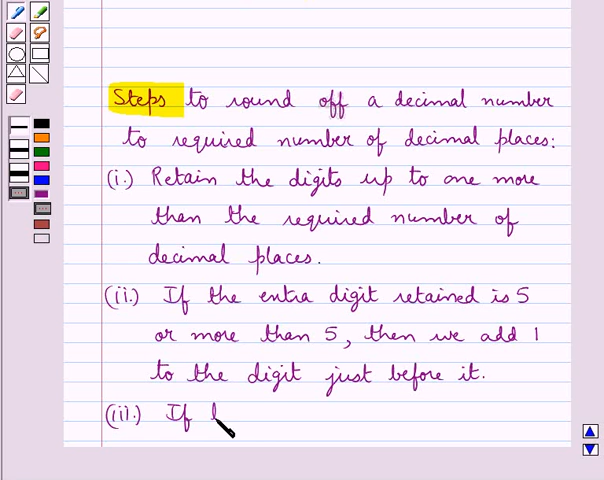 Steps to round off a decimal number
to required number of decimal places:
(i.) Retain the digits up to one more
than the required number of
decimal places.
(ii.) If the extra digit retained is 5
or more than 5, then we add 1
to the digit just before it.
(iii.) If